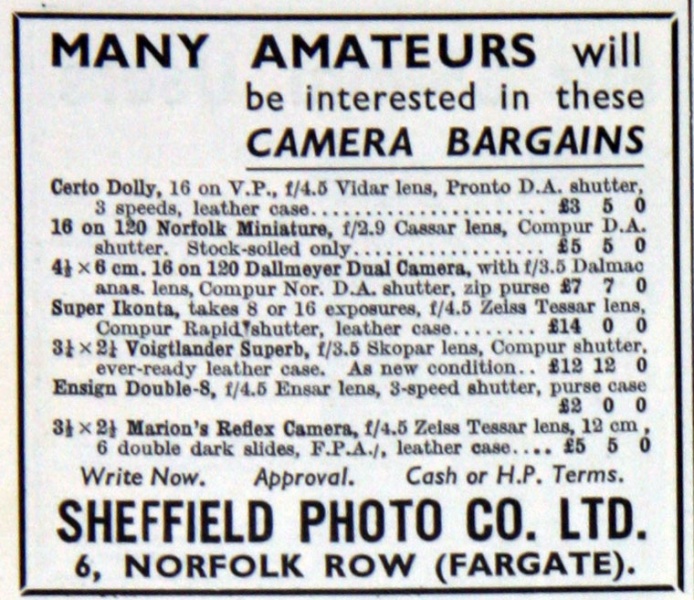 MANY AMATEURS will
be interested in these
CAMERA BARGAINS
Certo Dolly, 16 on V.P., f/4.5 Vidar lens, Pronto D.A. shutter,
3 speeds, leather case..................... £3 5 0
16 on 120 Norfolk Miniature, f/2.9 Cassar lens, Compur D.A.
shutter. Stock-soiled only................. £5 5 0
4½ × 6 cm. 16 on 120 Dallmeyer Dual Camera, with f/3.5 Dalmac
anas. lens, Compur Nor. D.A. shutter, zip purse £7 7 0
Super Ikonta, takes 8 or 16 exposures, f/4.5 Zeiss Tessar lens,
Compur Rapid shutter, leather case........ £14 0 0
3¼ × 2¼ Voigtlander Superb, f/3.5 Skopar lens, Compur shutter,
ever-ready leather case. As new condition.. £12 12 0
Ensign Double-8, f/4.5 Ensar lens, 3-speed shutter, purse case
£2 0 0
3¼ × 2¼ Marion's Reflex Camera, f/4.5 Zeiss Tessar lens, 12 cm,
6 double dark slides, F.P.A., leather case.... £5 5 0
Write Now. Approval. Cash or H.P. Terms.
SHEFFIELD PHOTO CO. LTD.
6, NORFOLK ROW (FARGATE).